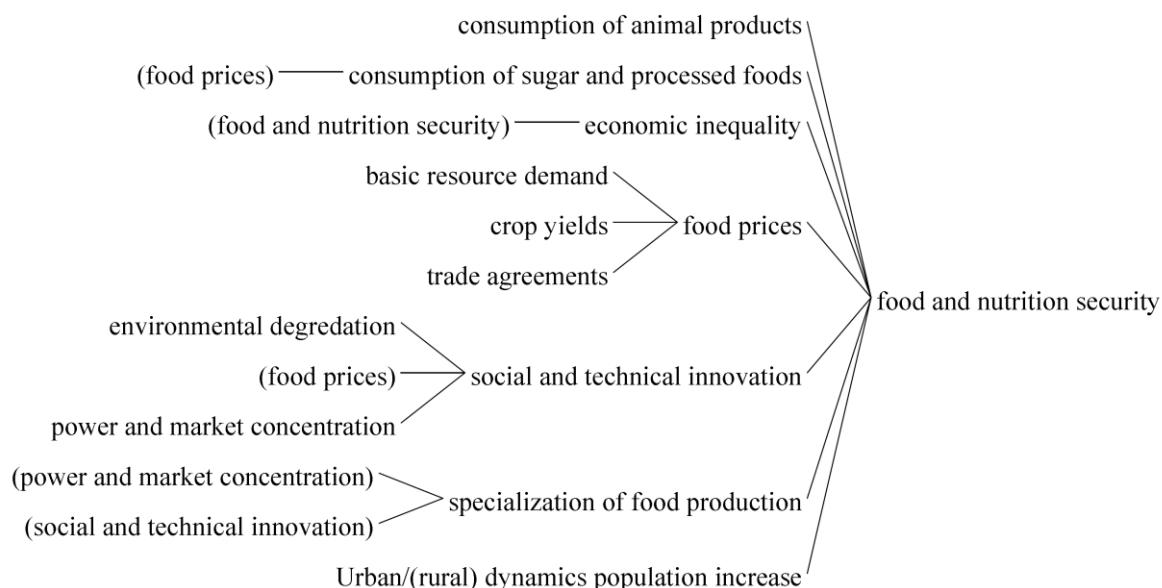 consumption of animal products
(food prices) consumption of sugar and processed foods
(food and nutrition security) economic inequality
basic resource demand
crop yields food prices
trade agreements
food and nutrition security
environmental degredation
(food prices) social and technical innovation
power and market concentration
(power and market concentration)
specialization of food production
(social and technical innovation)
Urban/(rural) dynamics population increase